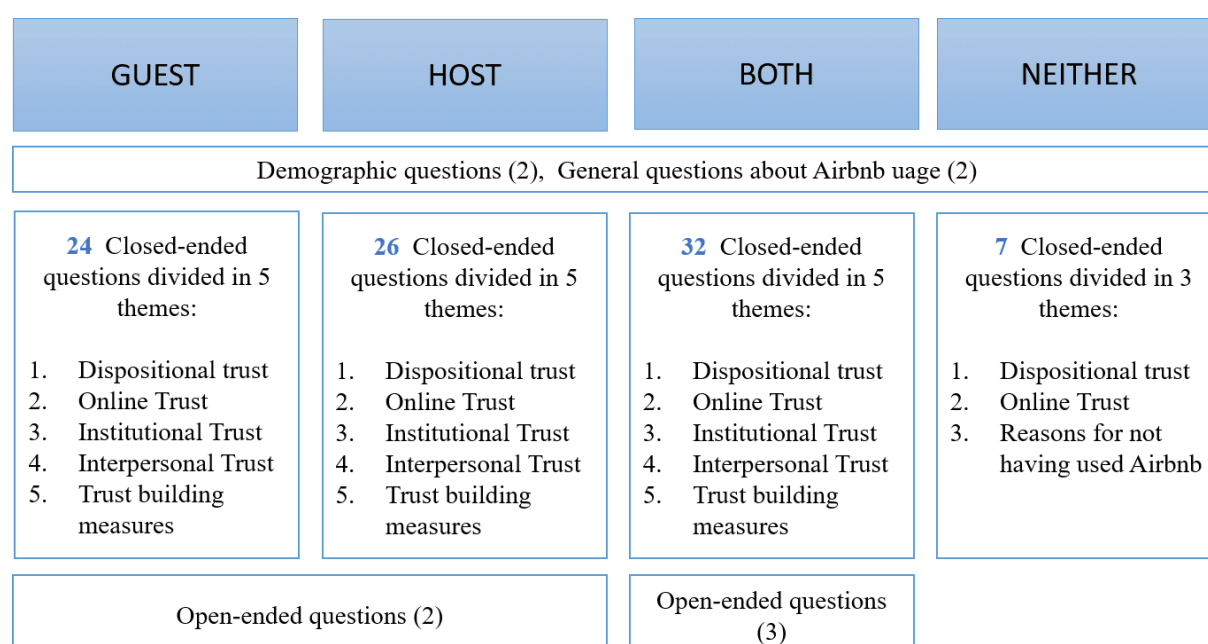 GUEST
HOST
BOTH
NEITHER
Demographic questions (2), General questions about Airbnb uage (2)
24 Closed-ended
questions divided in 5
themes:
1. Dispositional trust
2. Online Trust
3. Institutional Trust
4. Interpersonal Trust
5. Trust building
measures
26 Closed-ended
questions divided in 5
themes:
1. Dispositional trust
2. Online Trust
3. Institutional Trust
4. Interpersonal Trust
5. Trust building
measures
32 Closed-ended
questions divided in 5
themes:
1. Dispositional trust
2. Online Trust
3. Institutional Trust
4. Interpersonal Trust
5. Trust building
measures
7 Closed-ended
questions divided in 3
themes:
1. Dispositional trust
2. Online Trust
3. Reasons for not
having used Airbnb
Open-ended questions (2)
Open-ended questions
(3)